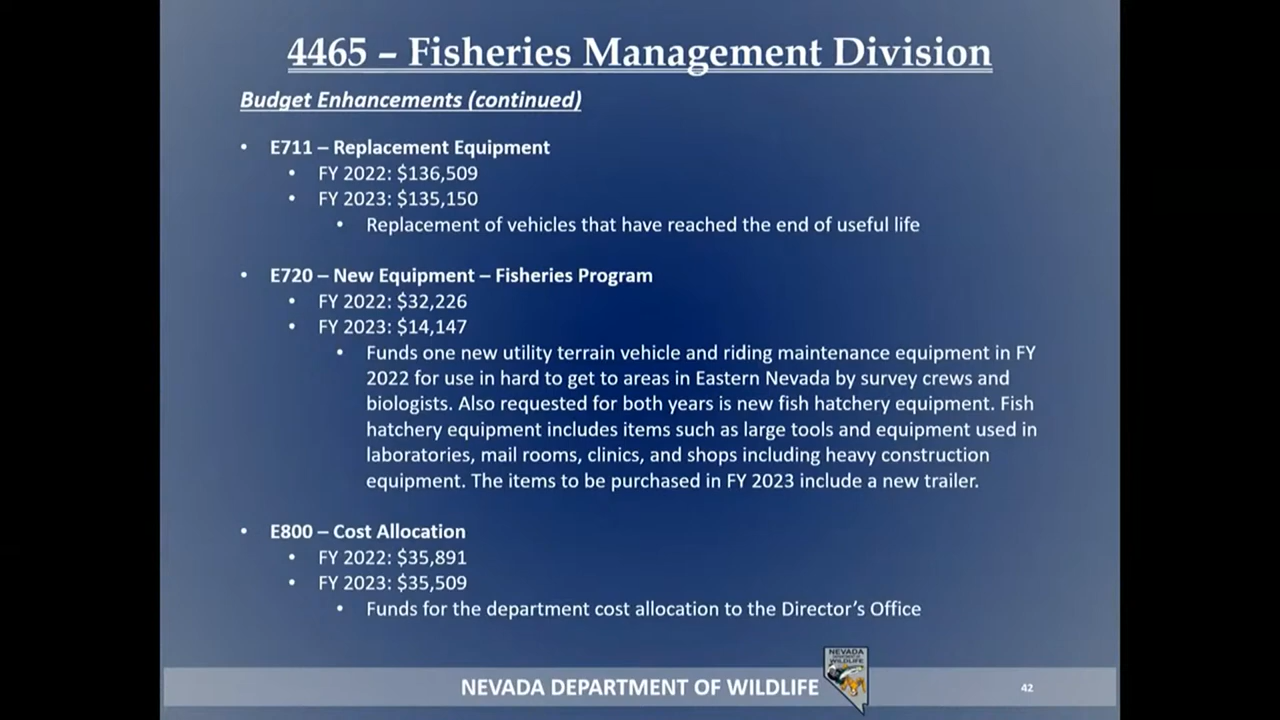 4465 – Fisheries Management Division
Budget Enhancements (continued)
• E711 – Replacement Equipment
• FY 2022: $136,509
• FY 2023: $135,150
• Replacement of vehicles that have reached the end of useful life
• E720 – New Equipment – Fisheries Program
• FY 2022: $32,226
• FY 2023: $14,147
• Funds one new utility terrain vehicle and riding maintenance equipment in FY
2022 for use in hard to get to areas in Eastern Nevada by survey crews and
biologists. Also requested for both years is new fish hatchery equipment. Fish
hatchery equipment includes items such as large tools and equipment used in
laboratories, mail rooms, clinics, and shops including heavy construction
equipment. The items to be purchased in FY 2023 include a new trailer.
• E800 – Cost Allocation
• FY 2022: $35,891
• FY 2023: $35,509
• Funds for the department cost allocation to the Director’s Office
NEVADA DEPARTMENT OF WILDLIFE
NEVADA
DEPARTMENT OF
WILDLIFE
42